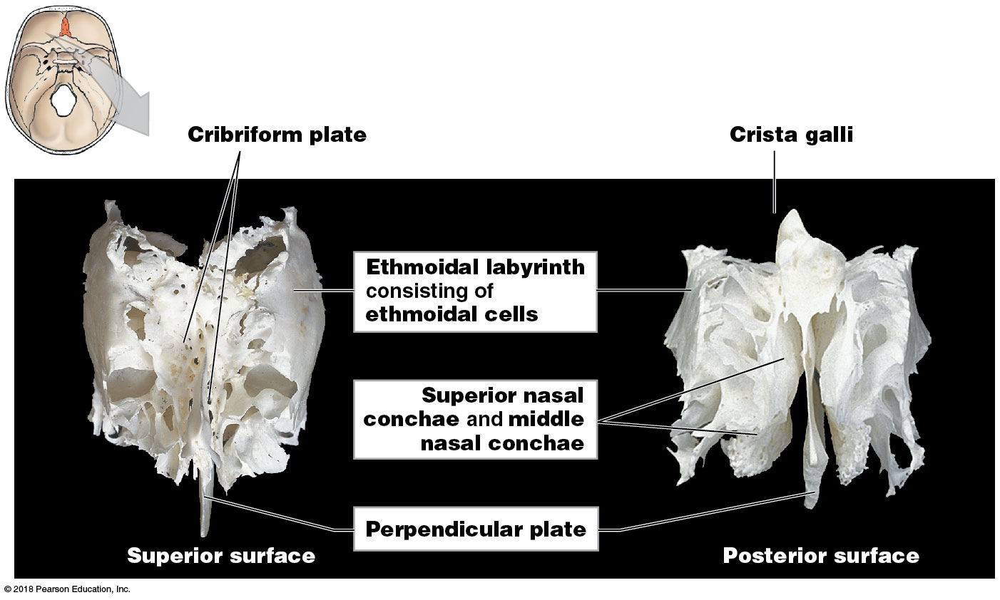 Cribriform plate
Crista galli
Ethmoidal labyrinth
consisting of
ethmoidal cells
Superior nasal
conchae and middle
nasal conchae
Perpendicular plate
Superior surface
Posterior surface
© 2018 Pearson Education, Inc.